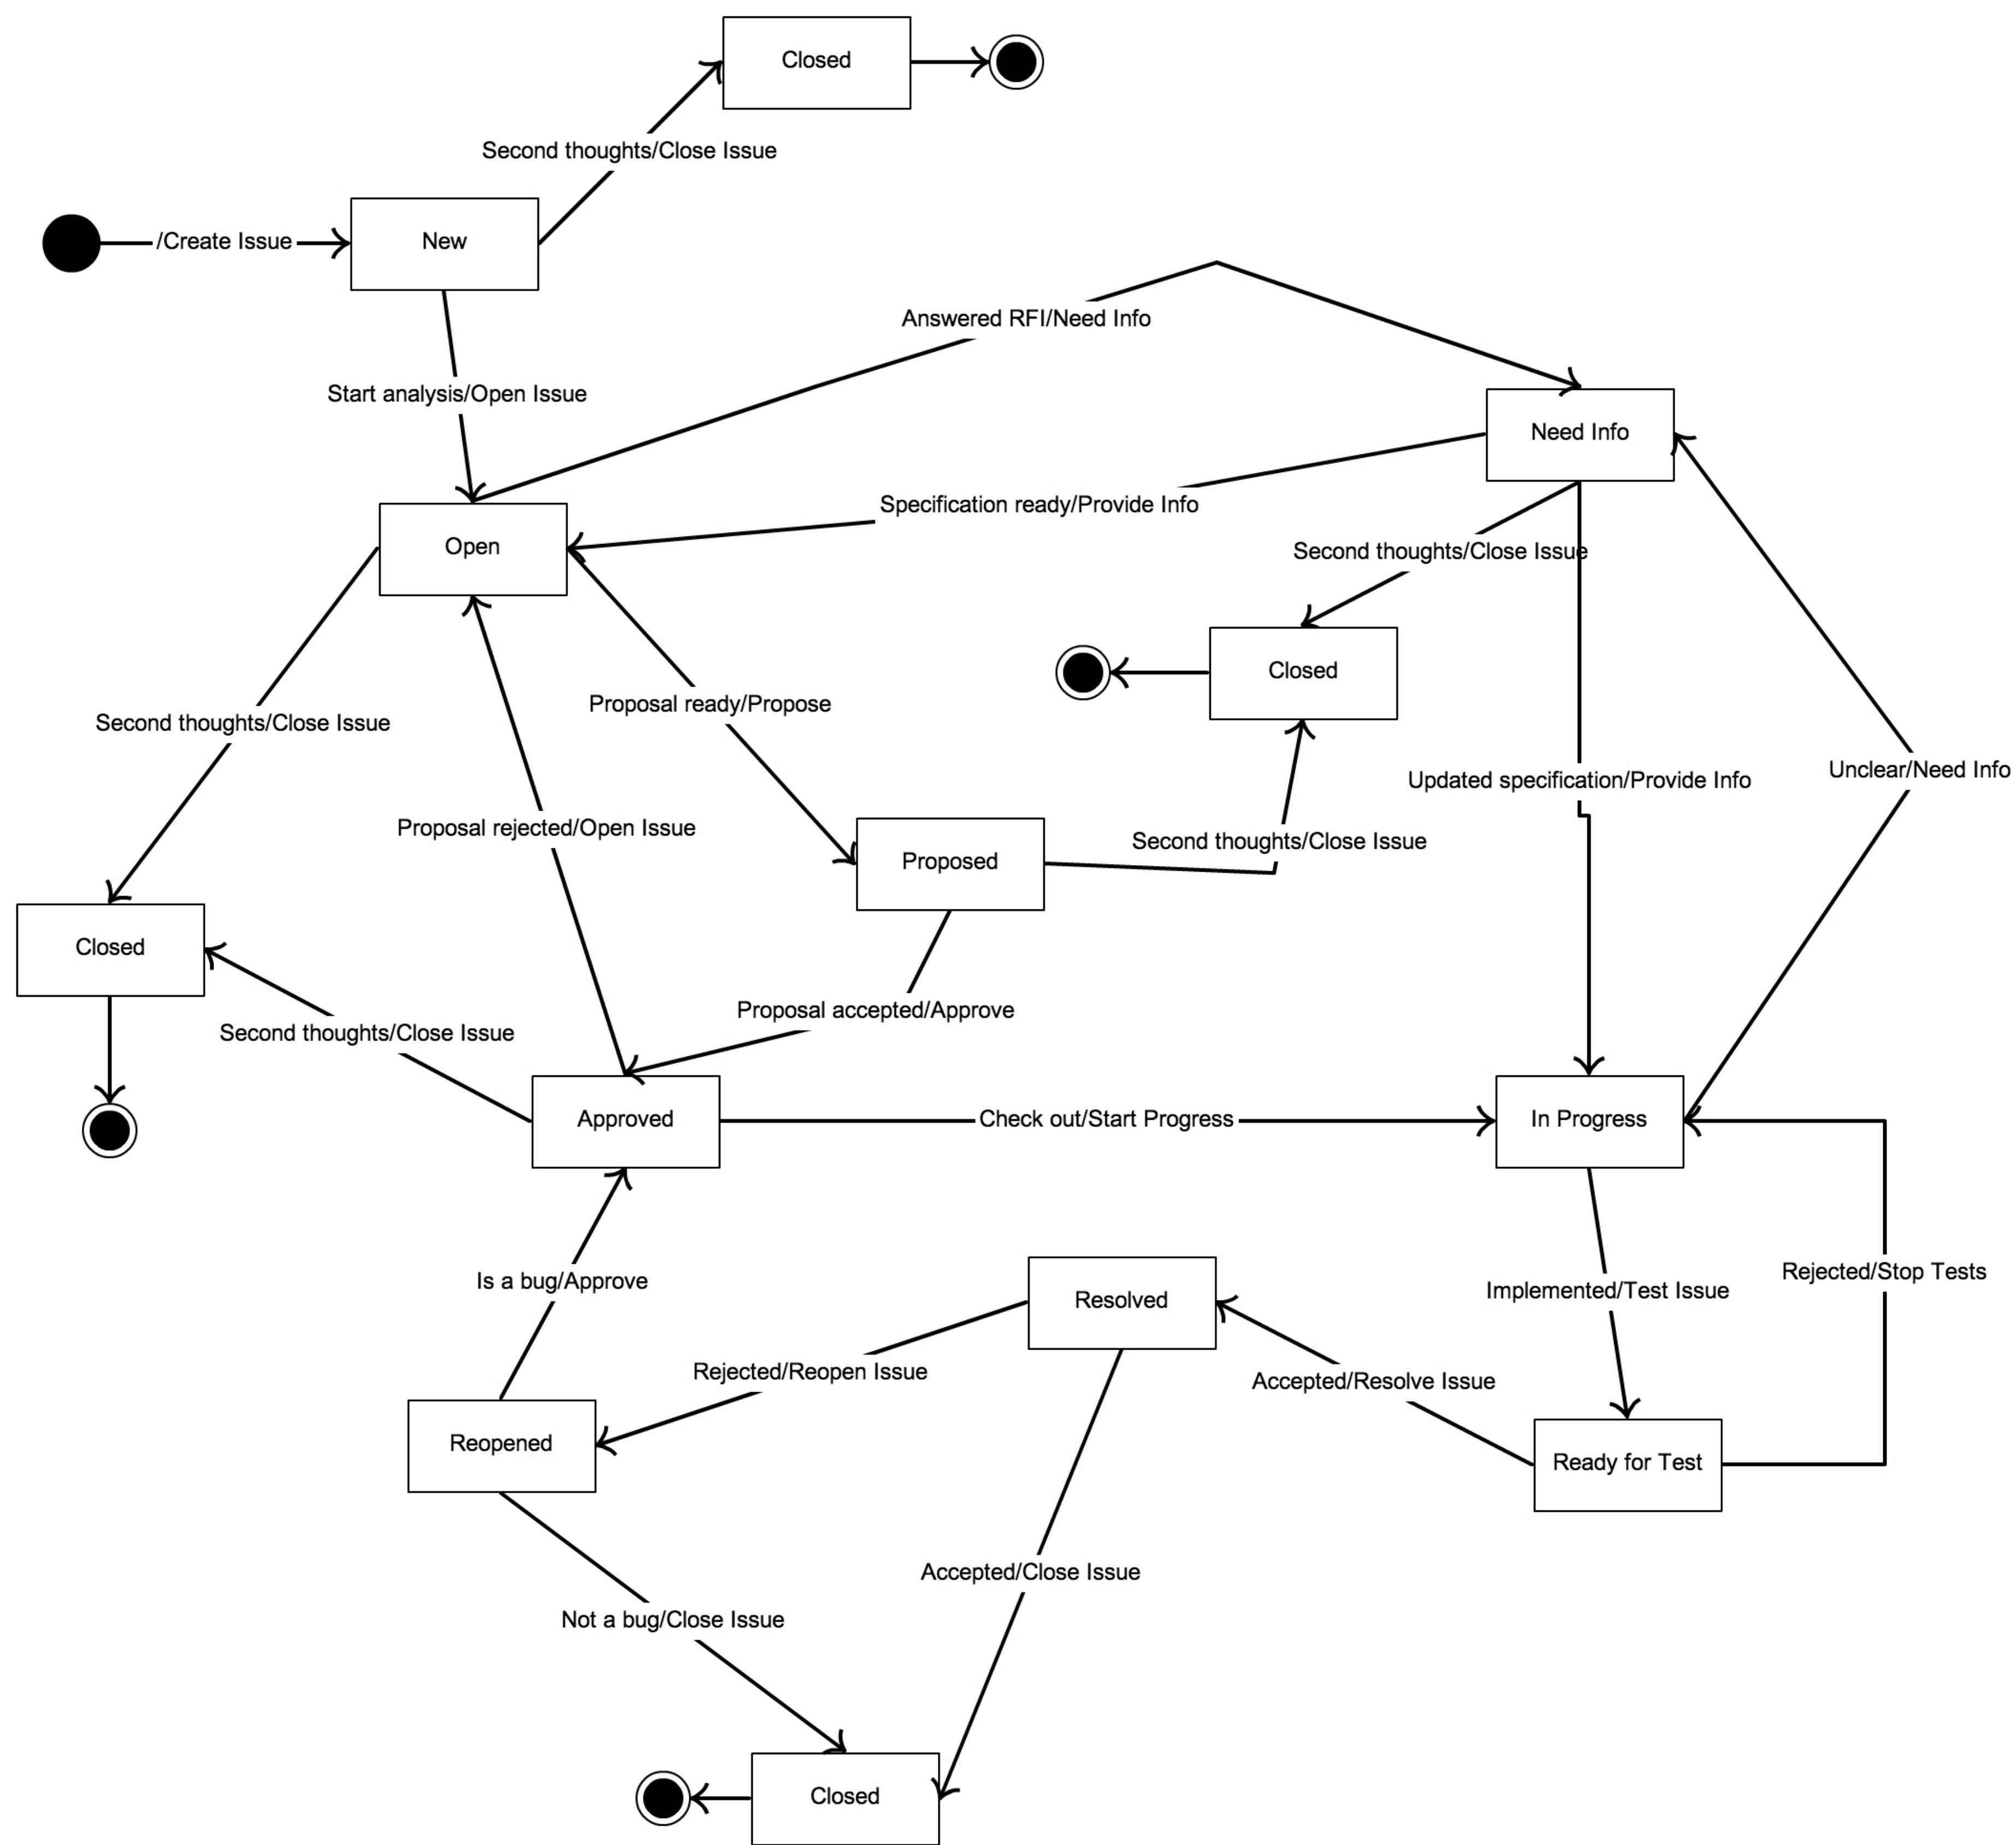 Closed
Second thoughts/Close Issue
/Create Issue
New
Answered RFI/Need Info
Start analysis/Open Issue
Need Info
Specification ready/Provide Info
Open
Second thoughts/Close Issue
Closed
Proposal ready/Propose
Second thoughts/Close Issue
Updated specification/Provide Info
Unclear/Need Info
Proposal rejected/Open Issue
Second thoughts/Close Issue
Proposed
Closed
Proposal accepted/Approve
Second thoughts/Close Issue
Approved
Check out/Start Progress
In Progress
Is a bug/Approve
Resolved
Implemented/Test Issue
Rejected/Stop Tests
Rejected/Reopen Issue
Accepted/Resolve Issue
Reopened
Ready for Test
Accepted/Close Issue
Not a bug/Close Issue
Closed